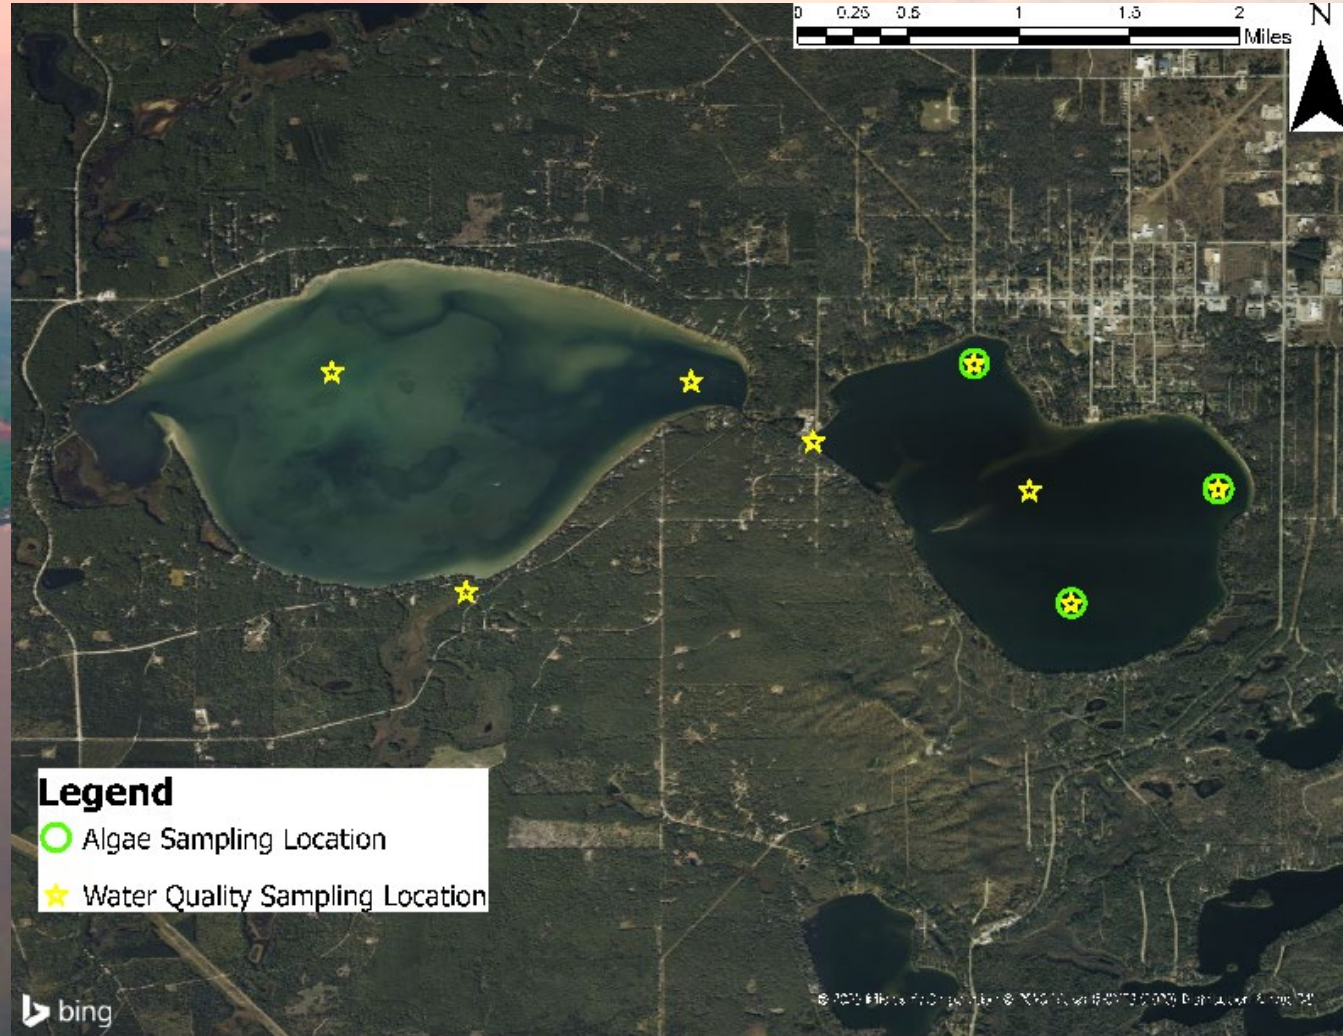 0 0.25 0.5 1 1.5 2
Miles
N
Legend
Algae Sampling Location
Water Quality Sampling Location
bing